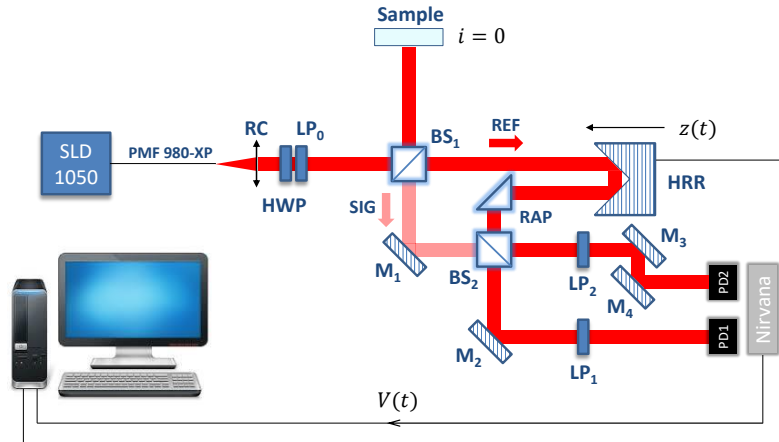 Sample
i = 0
RC
LP₀
BS₁
REF
z(t)
SLD
1050
PMF 980-XP
HWP
HRR
RAP
SIG
M₁
BS₂
LP₂
M₃
M₄
PD2
PD1
Nirvana
M₂
LP₁
V(t)